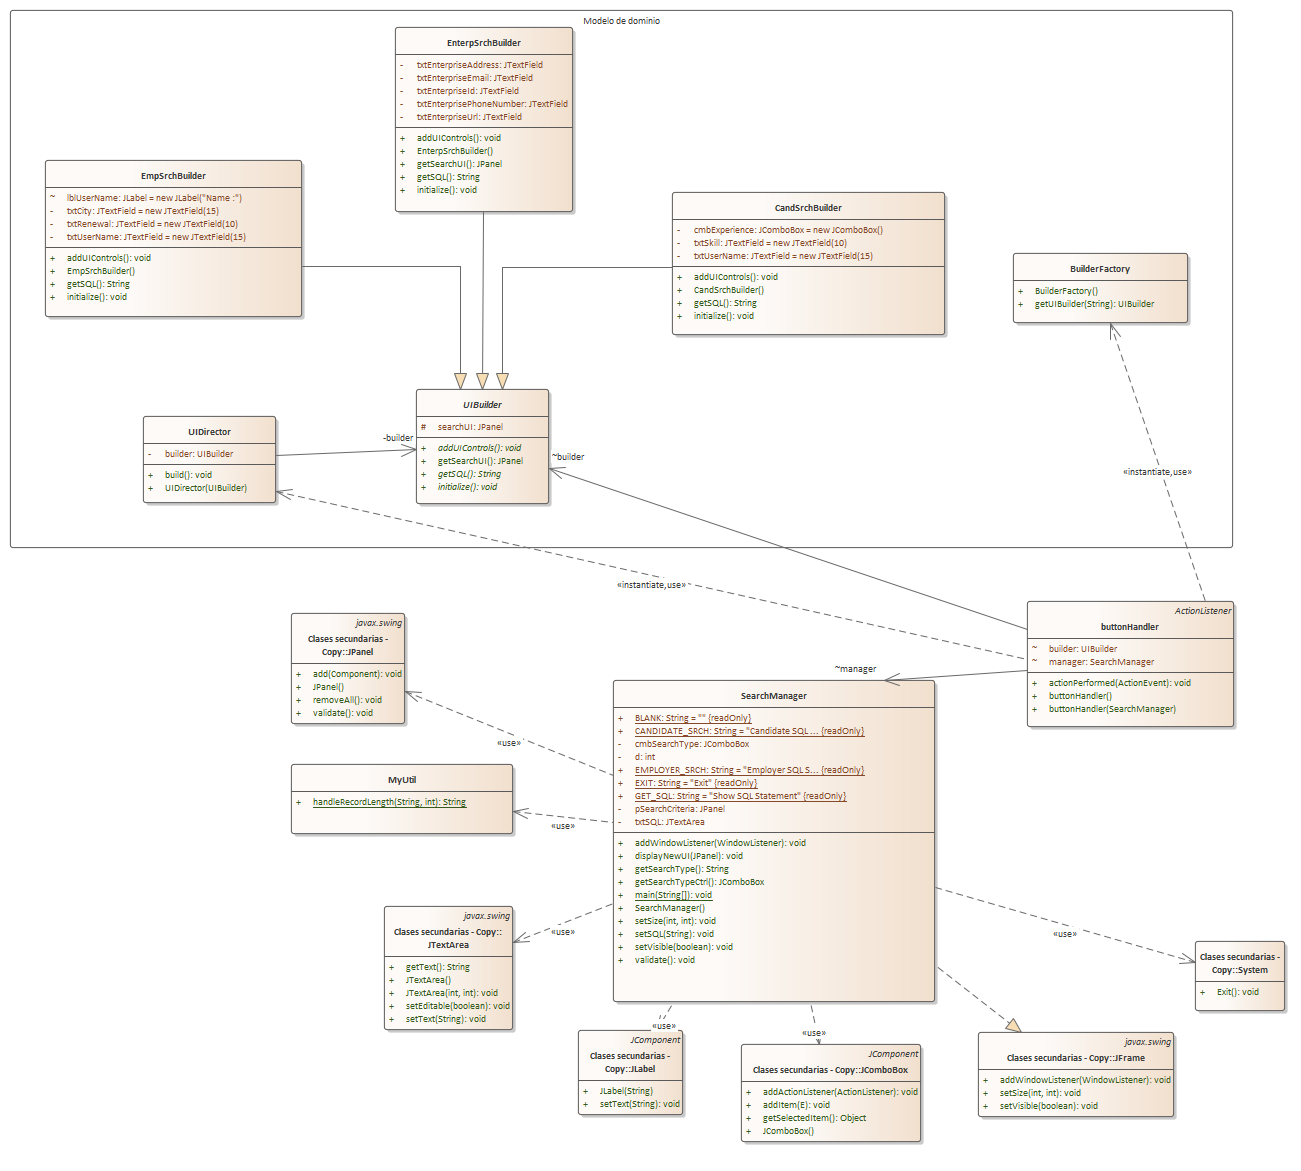 Modelo de dominio
EnterpSrchBuilder
- txtEnterpriseAddress: JTextField
- txtEnterpriseEmail: JTextField
- txtEnterpriseId: JTextField
- txtEnterprisePhoneNumber: JTextField
- txtEnterpriseUrl: JTextField
+ addUIControls(): void
+ EnterpSrchBuilder()
+ getSearchUI(): JPanel
+ getSQL(): String
+ initialize(): void
EmpSrchBuilder
~ lblUserName: JLabel = new JLabel("Name :")
- txtCity: JTextField = new JTextField(15)
- txtRenewal: JTextField = new JTextField(10)
- txtUserName: JTextField = new JTextField(15)
+ addUIControls(): void
+ EmpSrchBuilder()
+ getSQL(): String
+ initialize(): void
CandSrchBuilder
- cmbExperience: JComboBox = new JComboBox()
- txtSkill: JTextField = new JTextField(10)
- txtUserName: JTextField = new JTextField(15)
+ addUIControls(): void
+ CandSrchBuilder()
+ getSQL(): String
+ initialize(): void
BuilderFactory
+ BuilderFactory()
+ getUIBuilder(String): UIBuilder
UIDirector
- builder: UIBuilder
+ build(): void
+ UIDirector(UIBuilder)
-builder
UIBuilder
# searchUI: JPanel
+ addUIControls(): void
+ getSearchUI(): JPanel
+ getSQL(): String
+ initialize(): void
~builder
«instantiate,use»
«instantiate,use»
ActionListener
buttonHandler
~ builder: UIBuilder
~ manager: SearchManager
+ actionPerformed(ActionEvent): void
+ buttonHandler()
+ buttonHandler(SearchManager)
~manager
javax.swing
Clases secundarias -
Copy::JPanel
+ add(Component): void
+ JPanel()
+ removeAll(): void
+ validate(): void
«use»
SearchManager
+ BLANK: String = "" {readOnly}
+ CANDIDATE_SRCH: String = "Candidate SQL ... {readOnly}
- cmbSearchType: JComboBox
- d: int
+ EMPLOYER_SRCH: String = "Employer SQL S... {readOnly}
+ EXIT: String = "Exit" {readOnly}
+ GET_SQL: String = "Show SQL Statement" {readOnly}
- pSearchCriteria: JPanel
- txtSQL: JTextArea
+ addWindowListener(WindowListener): void
+ displayNewUI(JPanel): void
+ getSearchType(): String
+ getSearchTypeCtrl(): JComboBox
+ main(String[]): void
+ SearchManager()
+ setSize(int, int): void
+ setSQL(String): void
+ setVisible(boolean): void
+ validate(): void
MyUtil
+ handleRecordLength(String, int): String
«use»
javax.swing
Clases secundarias - Copy::
JTextArea
+ getText(): String
+ JTextArea()
+ JTextArea(int, int): void
+ setEditable(boolean): void
+ setText(String): void
«use»
«use»
Clases secundarias -
Copy::System
+ Exit(): void
«use»
JComponent
Clases secundarias -
Copy::JLabel
+ JLabel(String)
+ setText(String): void
«use»
JComponent
Clases secundarias - Copy::JComboBox
+ addActionListener(ActionListener): void
+ addItem(E): void
+ getSelectedItem(): Object
+ JComboBox()
javax.swing
Clases secundarias - Copy::JFrame
+ addWindowListener(WindowListener): void
+ setSize(int, int): void
+ setVisible(boolean): void